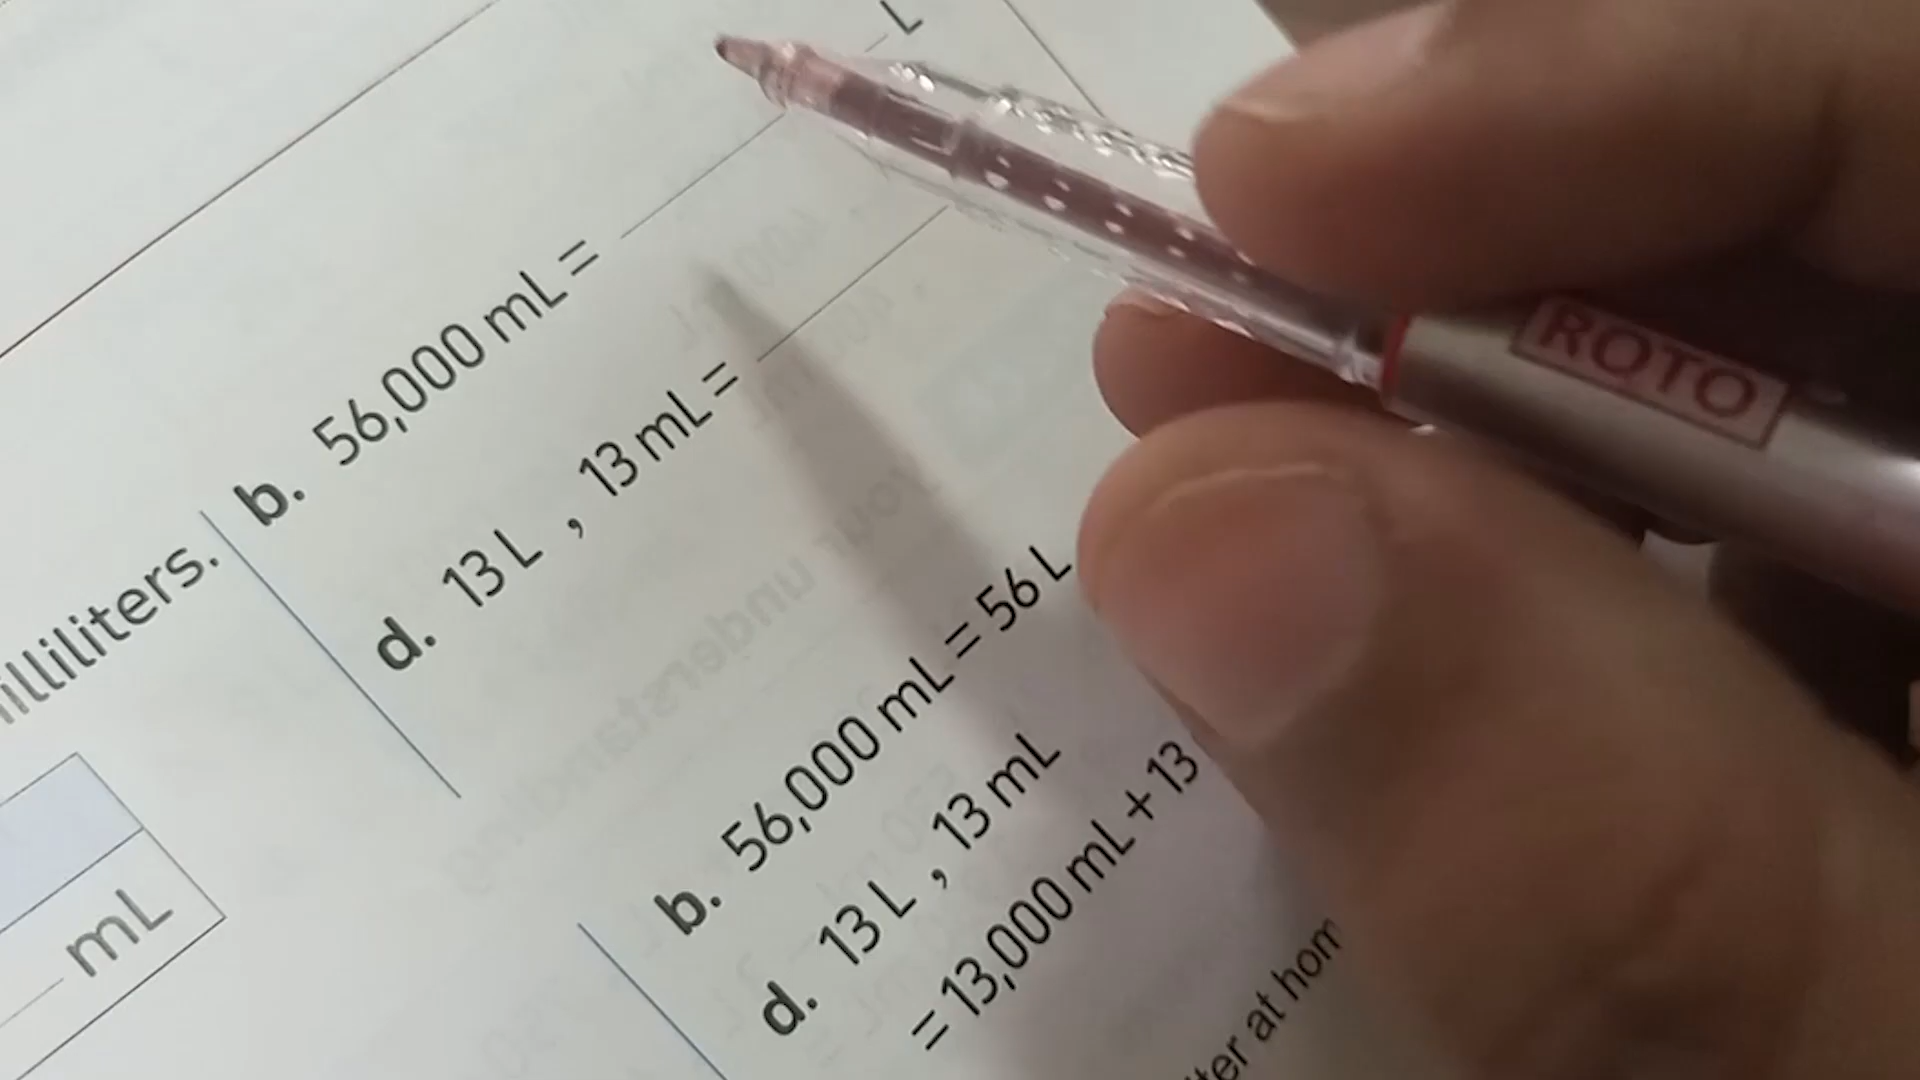 L
b. 56,000 mL =
d. 13 L , 13 mL =
illiliters.
mL
b. 56,000 mL = 56 L
d. 13 L , 13 mL
= 13,000 mL + 13
ter at hom
ROTO